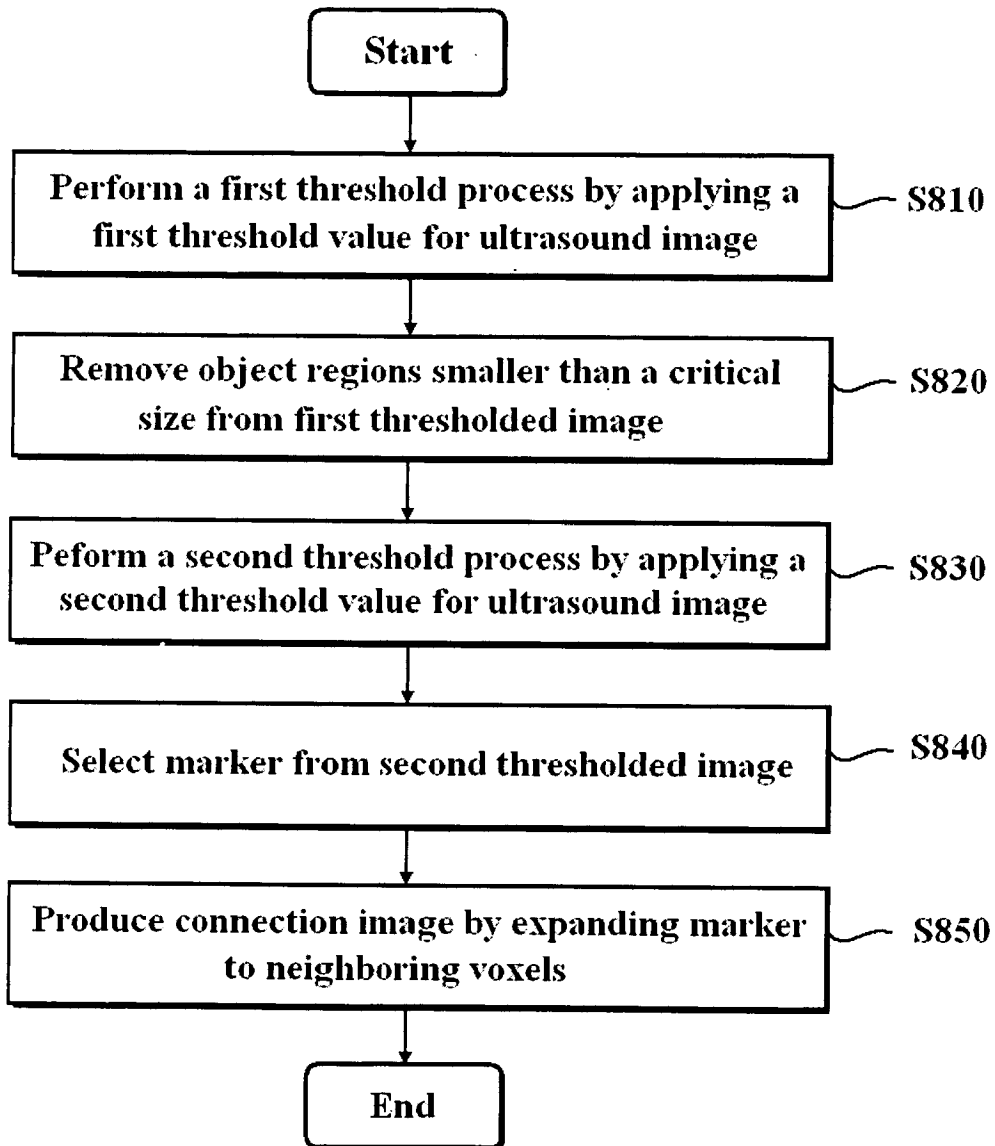 Start
Perform a first threshold process by applying a
first threshold value for ultrasound image
S810
Remove object regions smaller than a critical
size from first thresholded image
S820
Peform a second threshold process by applying a
second threshold value for ultrasound image
S830
Select marker from second thresholded image
S840
Produce connection image by expanding marker
to neighboring voxels
S850
End